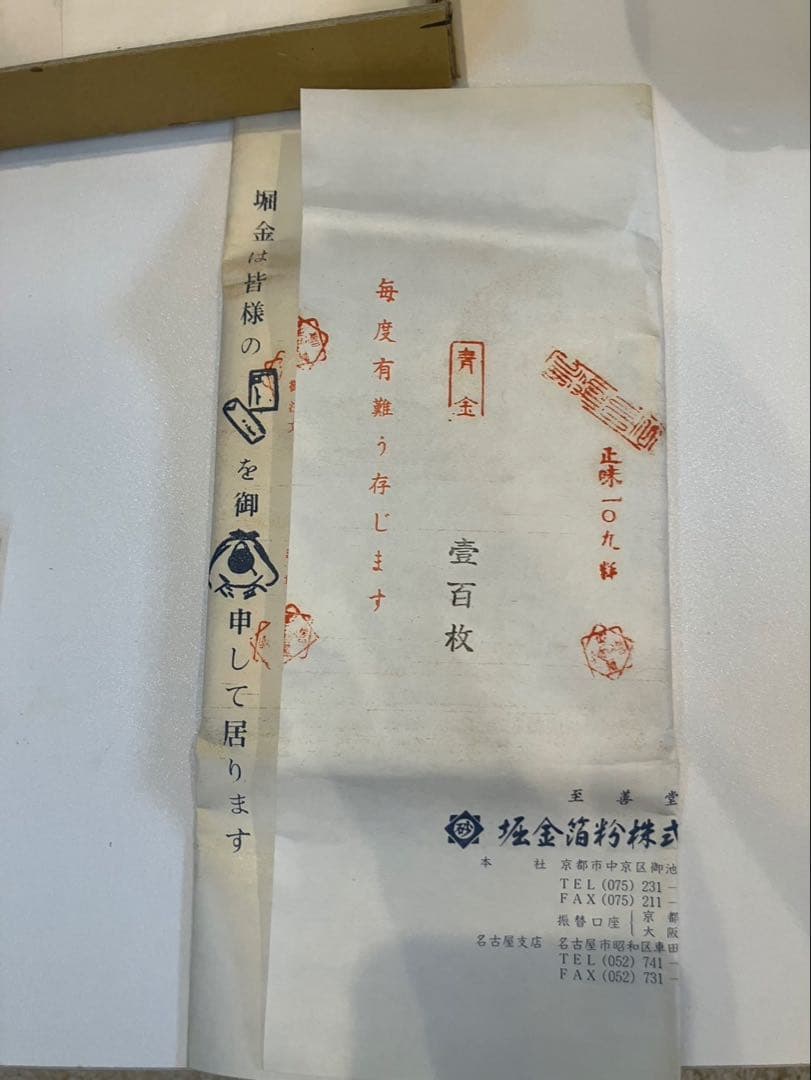 堀金は皆様の
を御
申して居ります
毎度有難う存じます
青金
壹百枚
正味一〇九粍
至善堂
堀金箔粉株式
本社 京都市中京区御池
TEL(075)231-
FAX(075)211-
振替口座 京都
大阪
名古屋支店 名古屋市昭和区車田
TEL(052)741-
FAX(052)731-